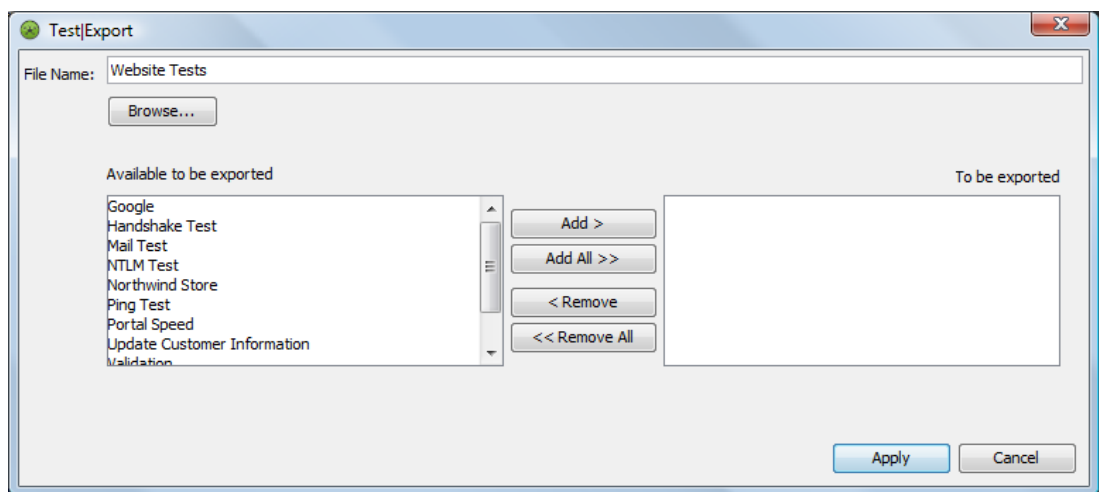 Test|Export
File Name: Website Tests
Browse...
Available to be exported
To be exported
Google
Handshake Test
Mail Test
NTLM Test
Northwind Store
Ping Test
Portal Speed
Update Customer Information
Validation
Add >
Add All >>
< Remove
<< Remove All
Apply
Cancel